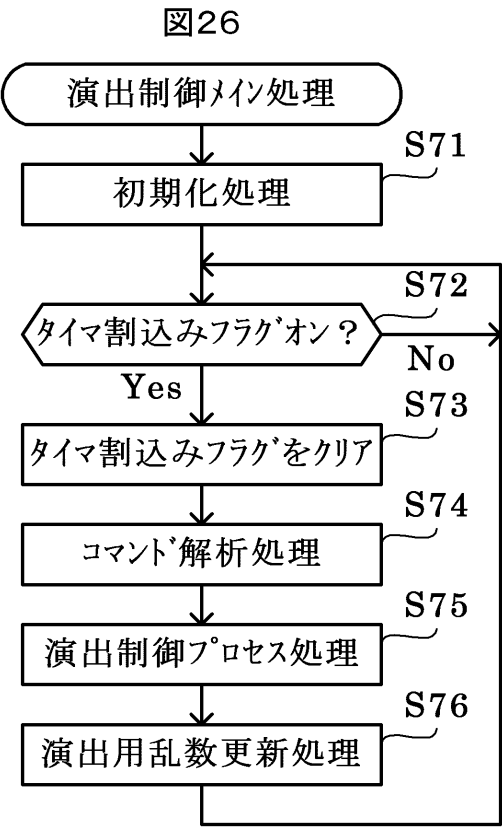 図26
演出制御ﾒｲﾝ処理
S71
初期化処理
S72
ﾀｲﾏ割込みﾌﾗｸﾞｵﾝ？
No
Yes
S73
ﾀｲﾏ割込みﾌﾗｸﾞをｸﾘｱ
S74
ｺﾏﾝﾄﾞ解析処理
S75
演出制御ﾌﾟﾛｾｽ処理
S76
演出用乱数更新処理